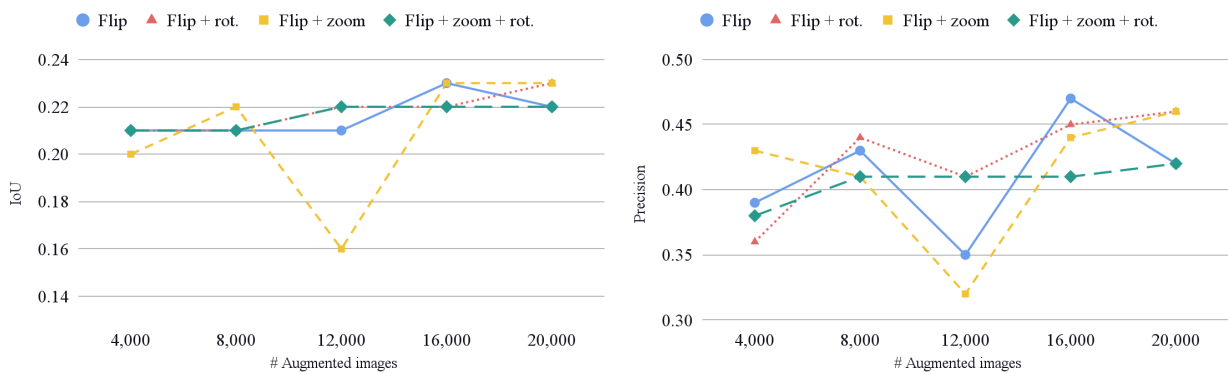 Flip Flip + rot. Flip + zoom Flip + zoom + rot.
IoU
0.24
0.22
0.20
0.18
0.16
0.14
4,000 8,000 12,000 16,000 20,000
# Augmented images
Flip Flip + rot. Flip + zoom Flip + zoom + rot.
Precision
0.50
0.45
0.40
0.35
0.30
4,000 8,000 12,000 16,000 20,000
# Augmented images